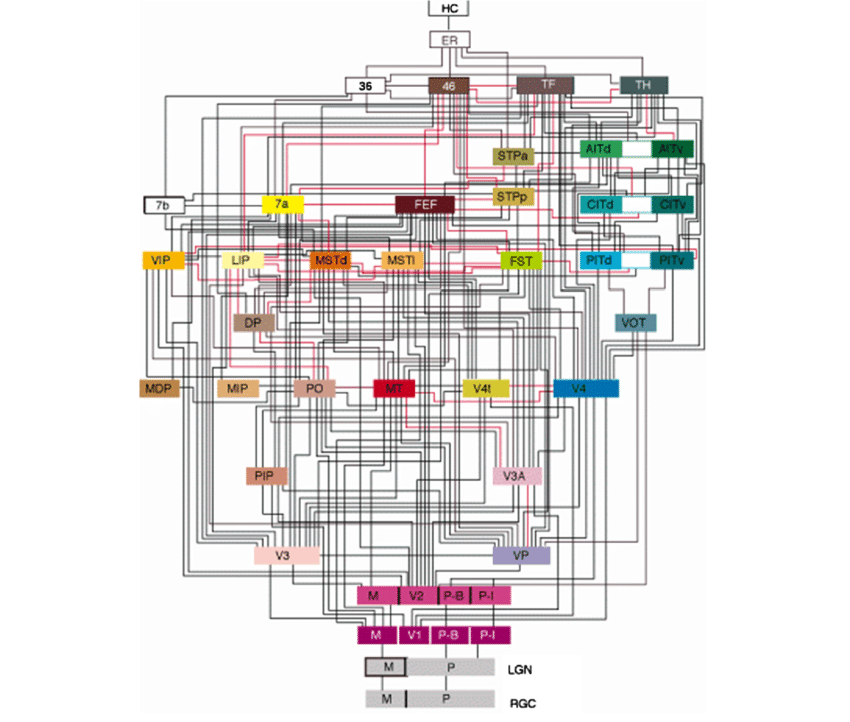 HC
ER
36 46 TF TH
STPa AITd AITv
7b 7a FEF STPp CITd CITv
VIP LIP MSTd MSTl FST PITd PITv
DP VOT
MDP MIP PO MT V4t V4
PIP V3A
V3 VP
M V2 P-B P-I
M V1 P-B P-I
M P LGN
M P RGC